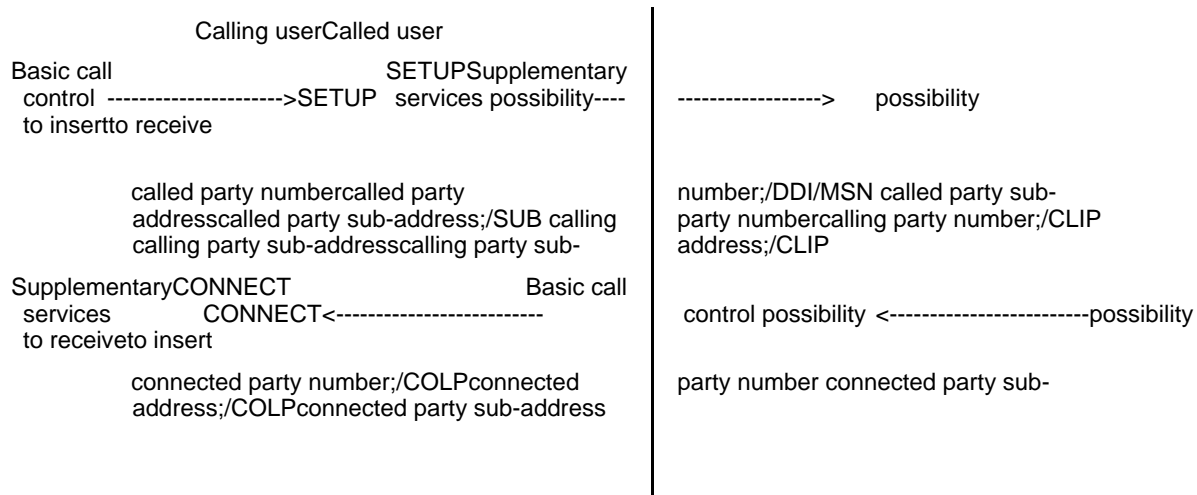 Calling userCalled user
Basic call SETUPSupplementary
control ---------------------->SETUP services possibility---- ------------------> possibility
to insertto receive
called party numbercalled party number;/DDI/MSN called party sub-
addresscalled party sub-address;/SUB calling party numbercalling party number;/CLIP
calling party sub-addresscalling party sub- address;/CLIP
SupplementaryCONNECT Basic call
services CONNECT<-------------------------- control possibility <-------------------------possibility
to receiveto insert
connected party number;/COLPconnected party number connected party sub-
address;/COLPconnected party sub-address